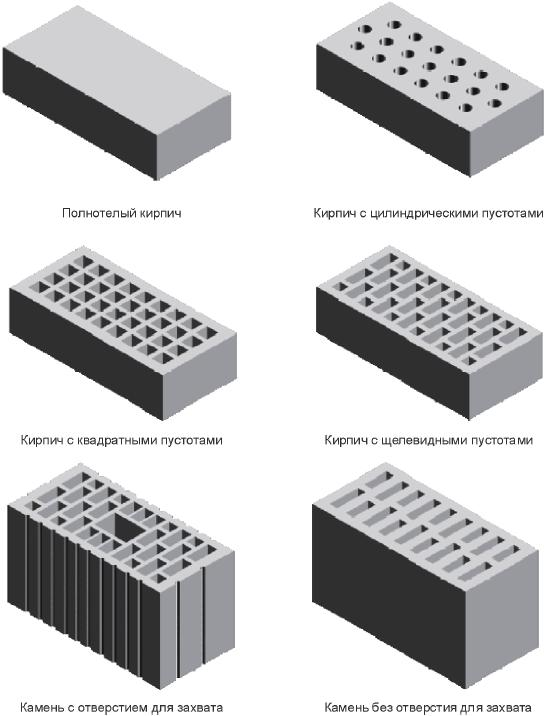 Полнотелый кирпич
Кирпич с цилиндрическими пустотами
Кирпич с квадратными пустотами
Кирпич с щелевидными пустотами
Камень с отверстием для захвата
Камень без отверстия для захвата